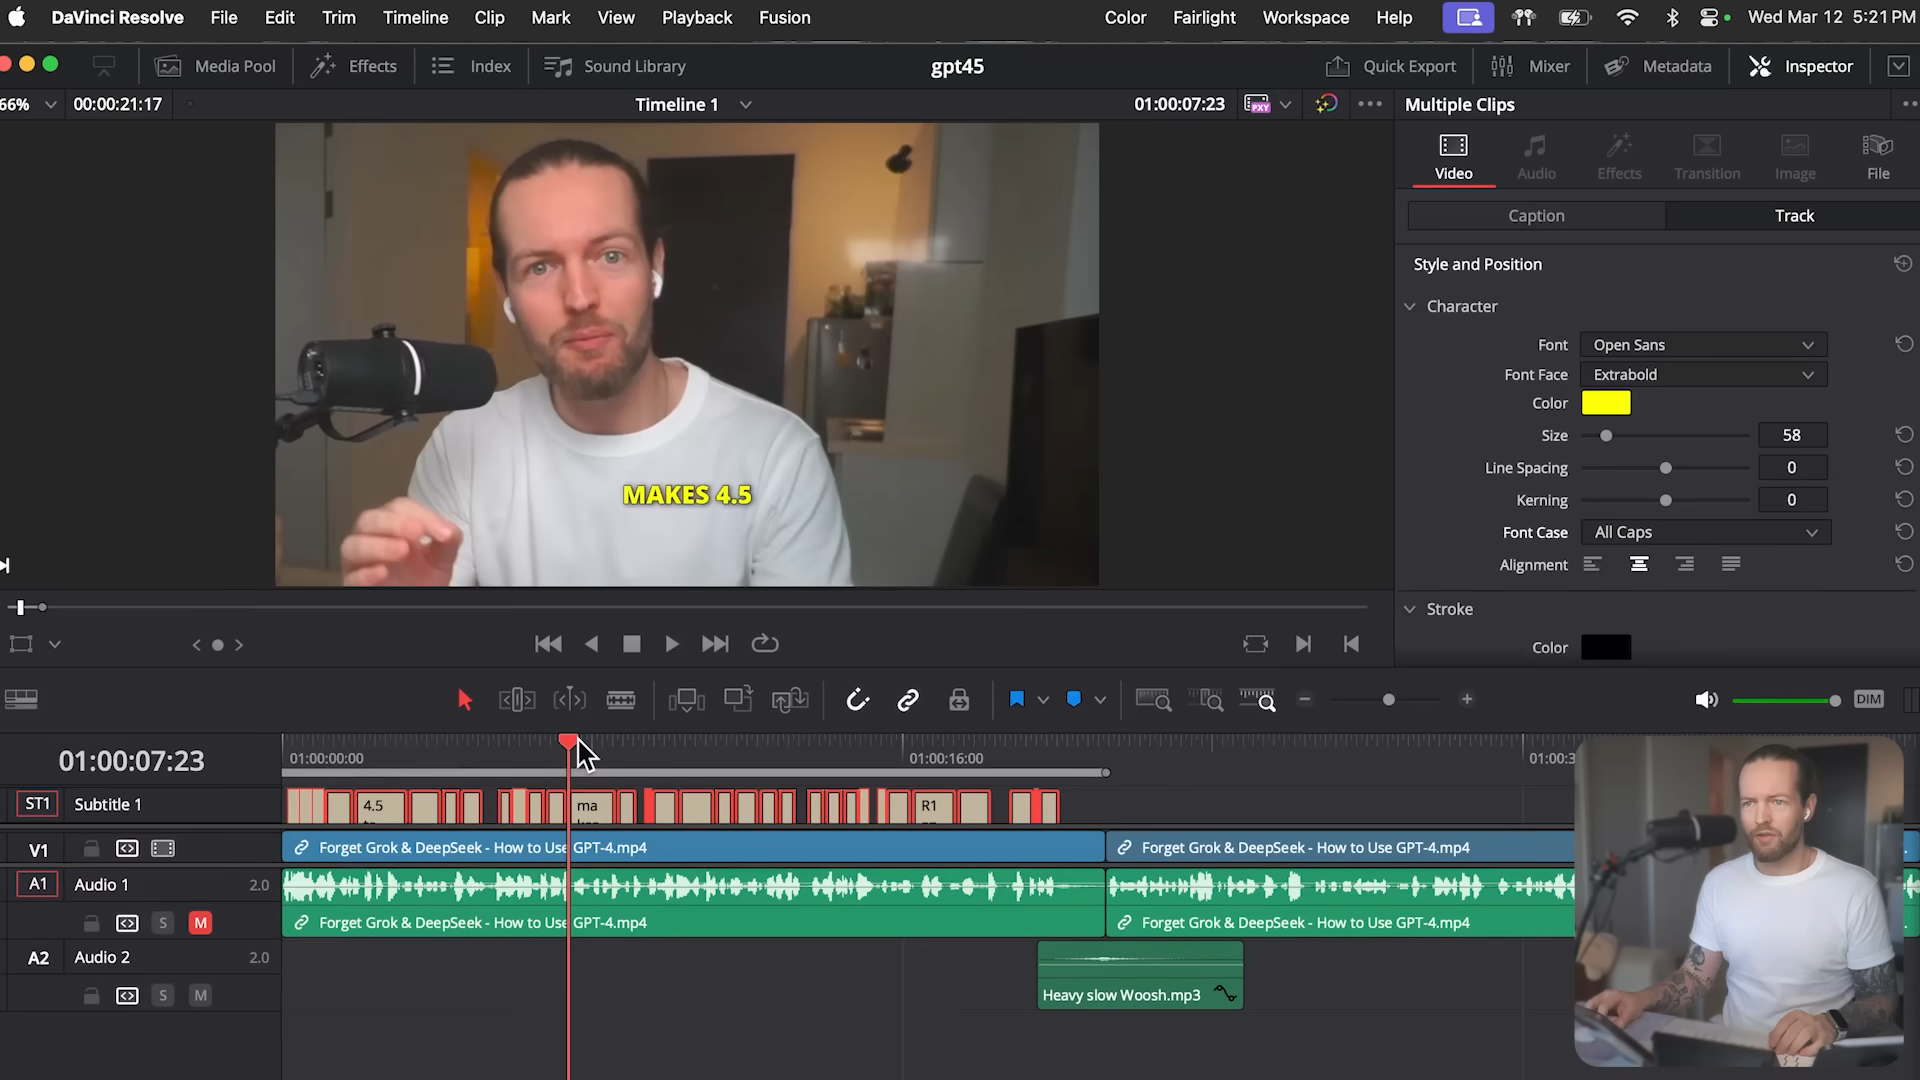 DaVinci Resolve File Edit Trim Timeline Clip Mark View Playback Fusion Color Fairlight Workspace Help Wed Mar 12 5:21 PM
Media Pool Effects Index Sound Library gpt45 Quick Export Mixer Metadata Inspector
66% 00:00:21:17 Timeline 1 01:00:07:23 PXY Multiple Clips
Video Audio Effects Transition Image File
Caption Track
Style and Position
Character
Font Open Sans
Font Face Extrabold
Color
Size 58
Line Spacing 0
Kerning 0
Font Case All Caps
Alignment
Stroke
Color
MAKES 4.5
DIM
01:00:07:23 01:00:00:00 01:00:16:00 01:00:3
ST1 Subtitle 1 4.5 ma R1
V1 Forget Grok & DeepSeek - How to Use GPT-4.mp4 Forget Grok & DeepSeek - How to Use GPT-4.mp4
A1 Audio 1 2.0
S M Forget Grok & DeepSeek - How to Use GPT-4.mp4 Forget Grok & DeepSeek - How to Use GPT-4.mp4
A2 Audio 2 2.0
S M Heavy slow Woosh.mp3